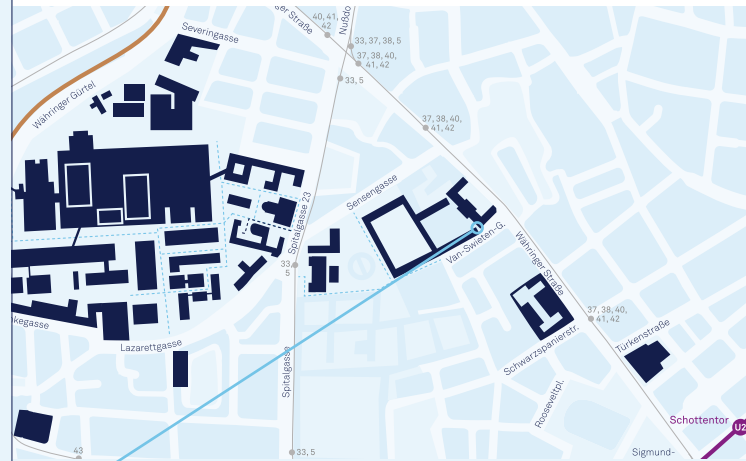 ger Straße
40, 41,
42
Nußdo
33, 37, 38, 5
37, 38, 40,
41, 42
33, 5
Severingasse
Währinger Gürtel
37, 38, 40,
41, 42
Sensengasse
Spitalgasse 23
Van-Swieten-G.
Währinger Straße
33,
5
37, 38, 40,
41, 42
kegasse
Lazarettgasse
Türkenstraße
Schwarzspanierstr.
Spitalgasse
Rooseveltpl.
Schottentor
U2
43
33, 5
Sigmund-